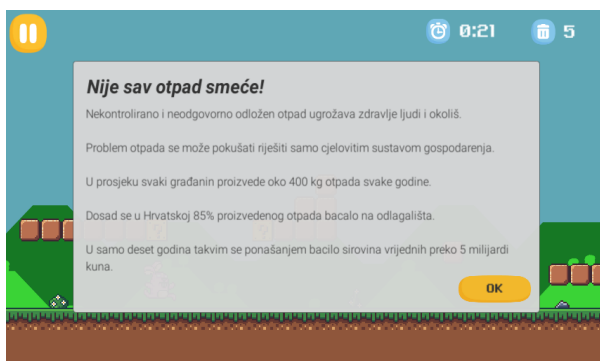 0:21
5
Nije sav otpad smeće!
Nekontrolirano i neodgovorno odložen otpad ugrožava zdravlje ljudi i okoliš.
Problem otpada se može pokušati riješiti samo cjelovitim sustavom gospodarenja.
U prosjeku svaki građanin proizvede oko 400 kg otpada svake godine.
Dosad se u Hrvatskoj 85% proizvedenog otpada bacalo na odlagališta.
U samo deset godina takvim se ponašanjem bacilo sirovina vrijednih preko 5 milijardi
kuna.
OK